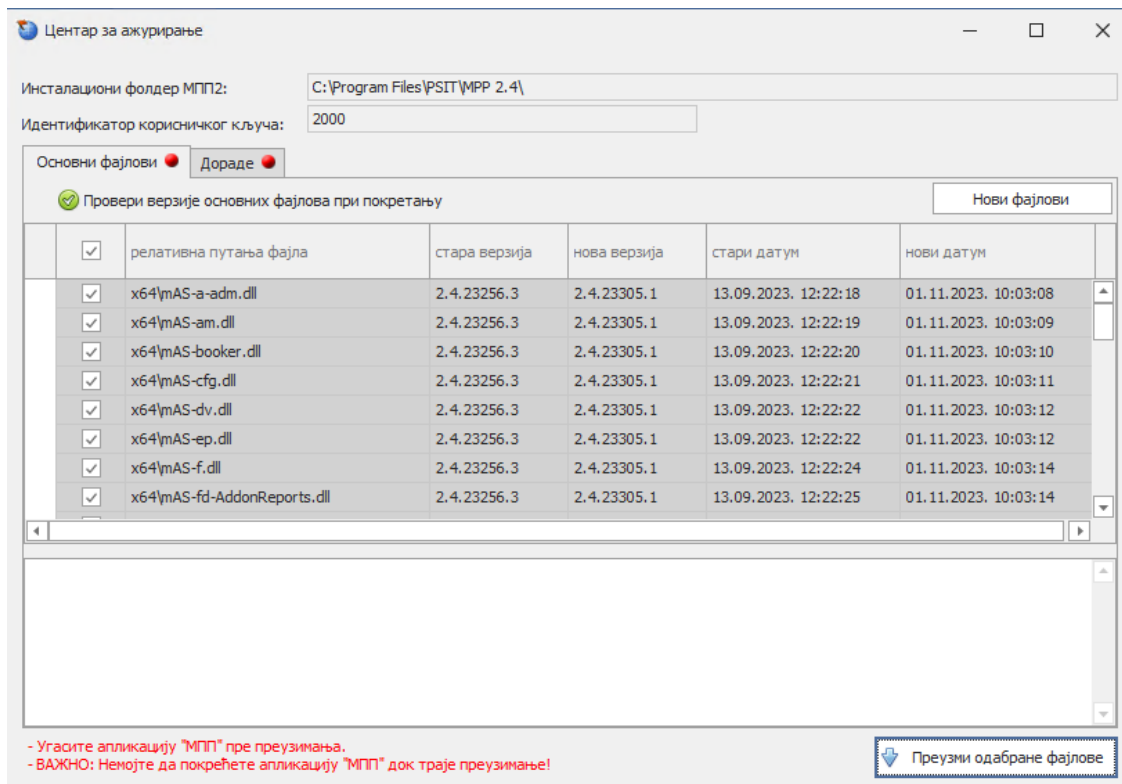 Центар за ажурирање
Инсталациони фолдер МПП2: C:\Program Files\PSIT\MPP 2.4\
Идентификатор корисничког кључа: 2000
Основни фајлови Дораде
Провери верзије основних фајлова при покретању Нови фајлови
релативна путања фајла стара верзија нова верзија стари датум нови датум
x64\mAS-a-adm.dll 2.4.23256.3 2.4.23305.1 13.09.2023. 12:22:18 01.11.2023. 10:03:08
x64\mAS-am.dll 2.4.23256.3 2.4.23305.1 13.09.2023. 12:22:19 01.11.2023. 10:03:09
x64\mAS-booker.dll 2.4.23256.3 2.4.23305.1 13.09.2023. 12:22:20 01.11.2023. 10:03:10
x64\mAS-cfg.dll 2.4.23256.3 2.4.23305.1 13.09.2023. 12:22:21 01.11.2023. 10:03:11
x64\mAS-dv.dll 2.4.23256.3 2.4.23305.1 13.09.2023. 12:22:22 01.11.2023. 10:03:12
x64\mAS-ep.dll 2.4.23256.3 2.4.23305.1 13.09.2023. 12:22:22 01.11.2023. 10:03:12
x64\mAS-f.dll 2.4.23256.3 2.4.23305.1 13.09.2023. 12:22:24 01.11.2023. 10:03:14
x64\mAS-fd-AddonReports.dll 2.4.23256.3 2.4.23305.1 13.09.2023. 12:22:25 01.11.2023. 10:03:14
- Угасите апликацију "МПП" пре преузимања.
- ВАЖНО: Немојте да покрећете апликацију "МПП" док траје преузимање!
Преузми одабране фајлове